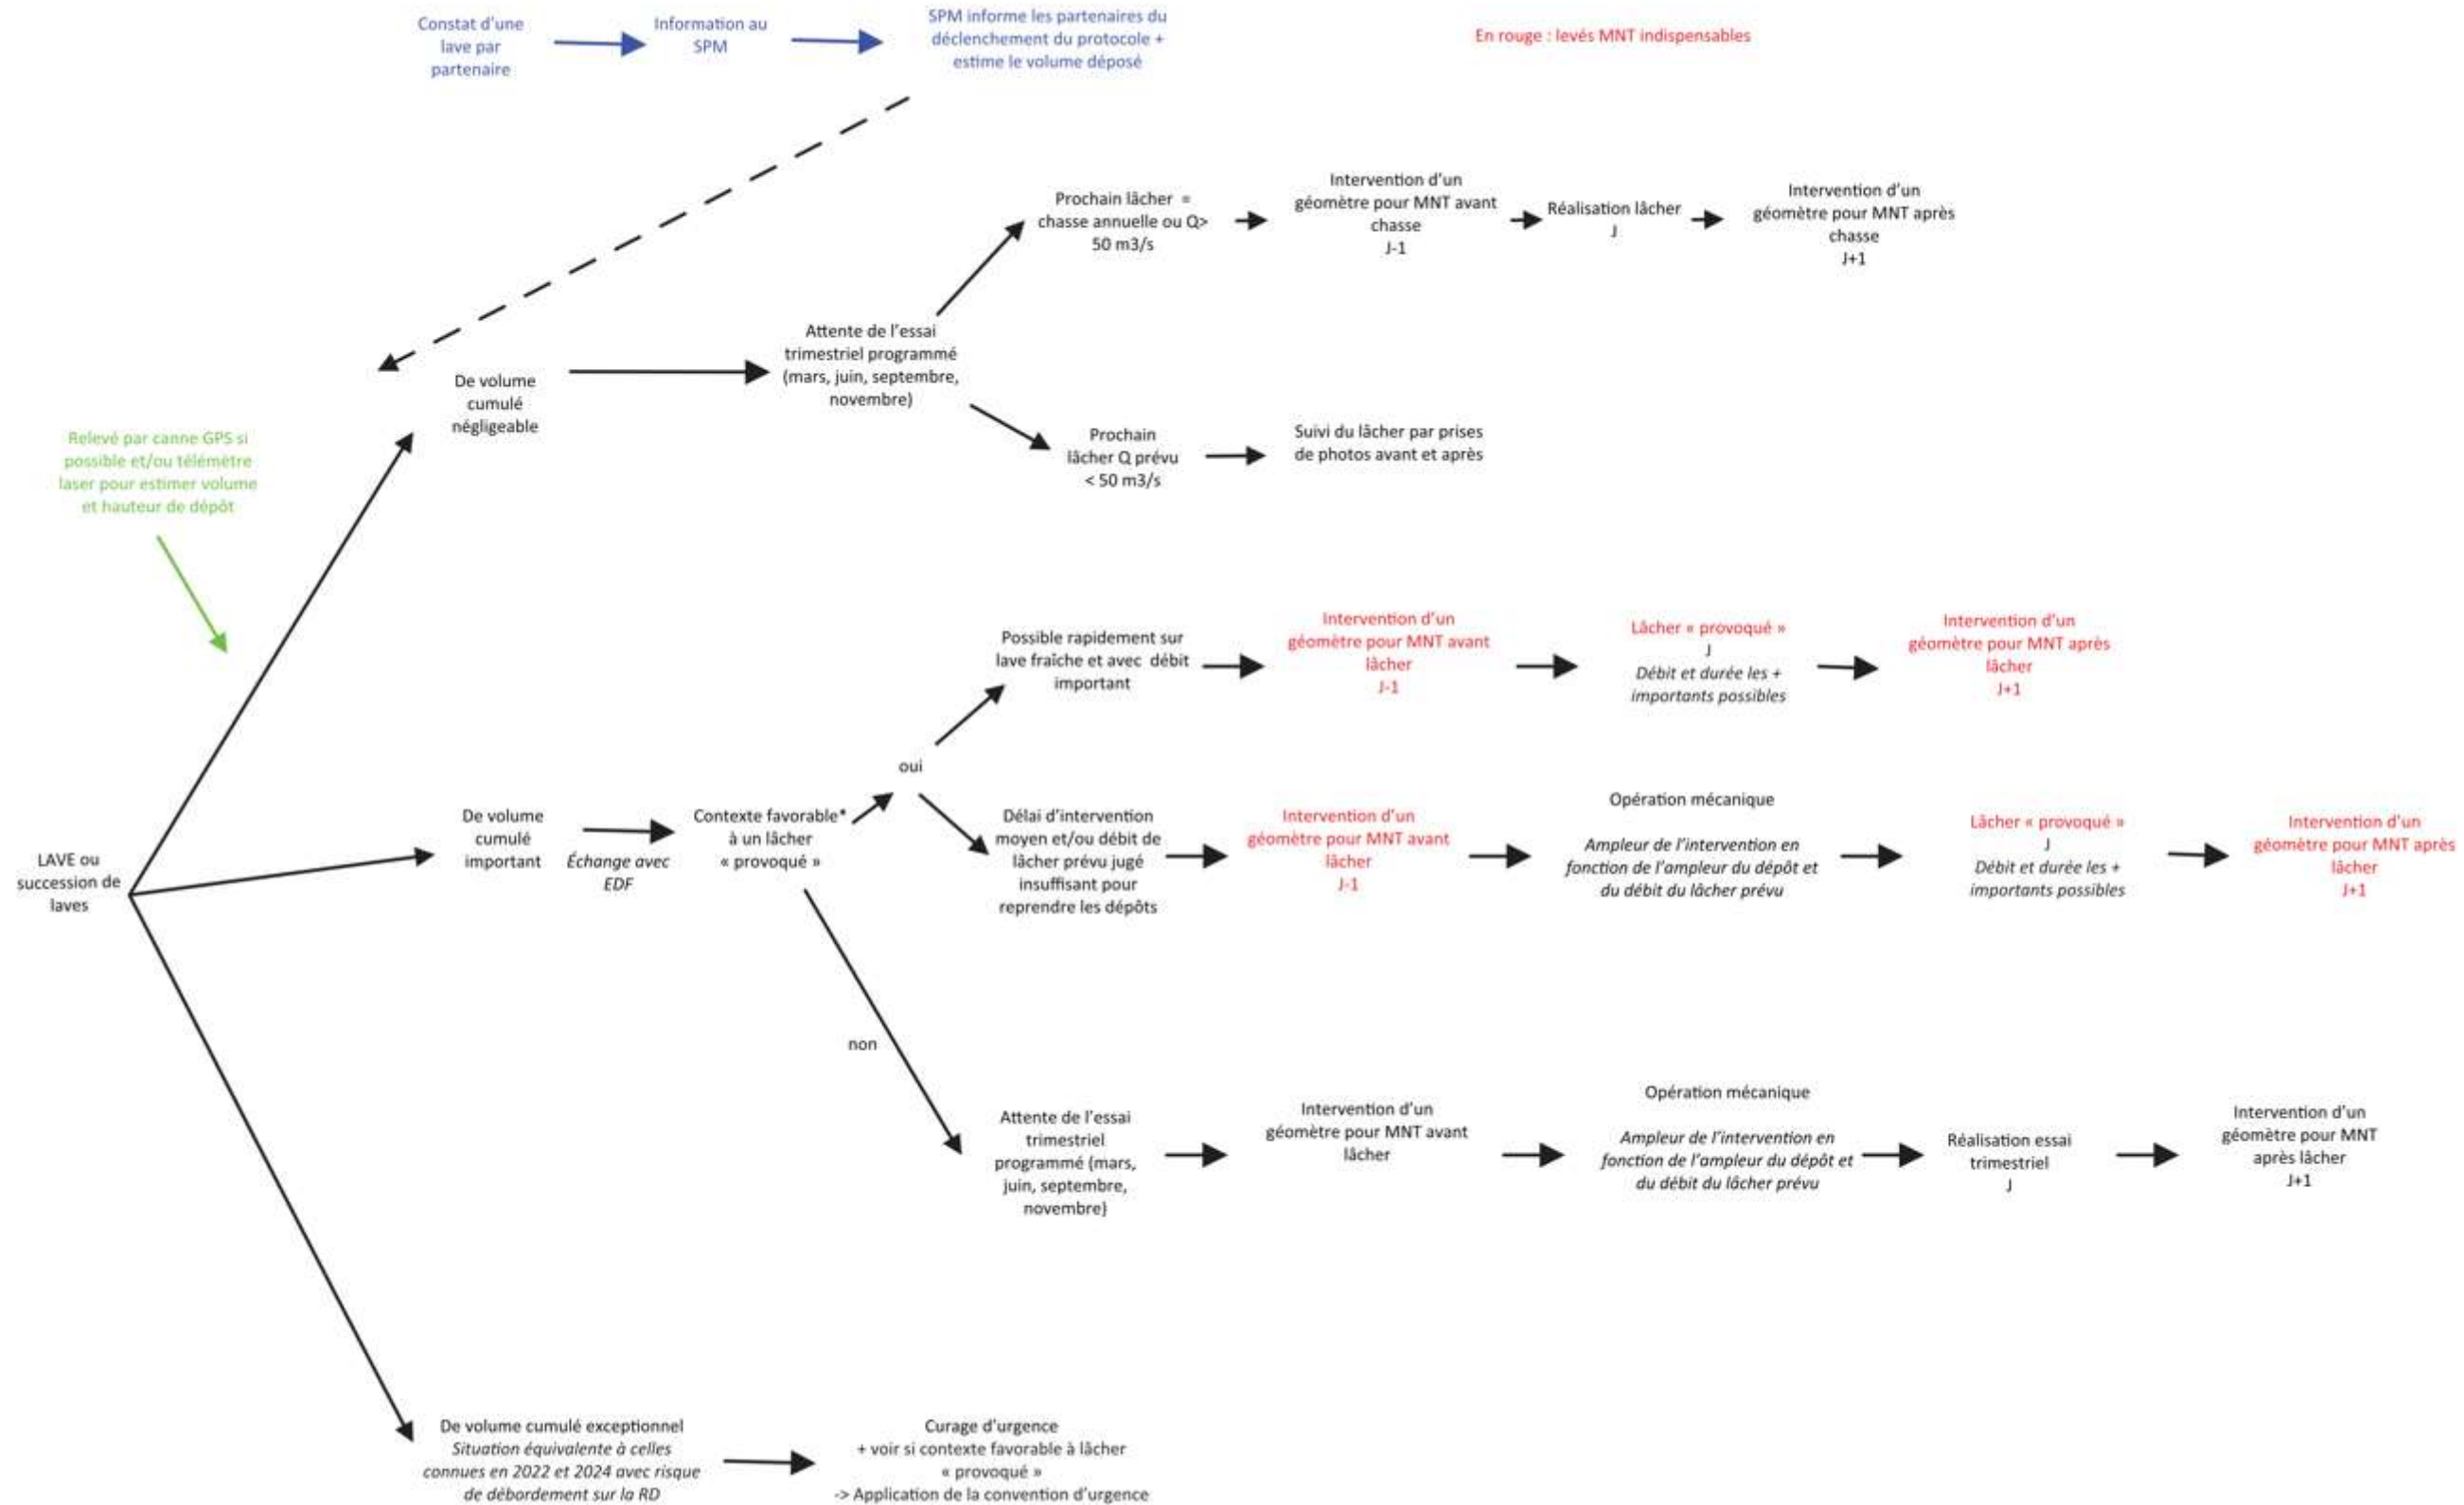 Constat d'une
lave par
partenaire
Information au
SPM
SPM informe les partenaires du
déclenchement du protocole +
estime le volume déposé
En rouge : levés MNT indispensables
Prochain lâcher =
chasse annuelle ou Q>
50 m3/s
Intervention d'un
géomètre pour MNT avant
chasse
J-1
Réalisation lâcher
J
Intervention d'un
géomètre pour MNT après
chasse
J+1
Attente de l'essai
trimestriel programmé
(mars, juin, septembre,
novembre)
De volume
cumulé
négligeable
Prochain
lâcher Q prévu
< 50 m3/s
Suivi du lâcher par prises
de photos avant et après
Relevé par canne GPS si
possible et/ou télémètre
laser pour estimer volume
et hauteur de dépôt
Possible rapidement sur
lave fraîche et avec débit
important
Intervention d'un
géomètre pour MNT avant
lâcher
J-1
Lâcher « provoqué »
J
Débit et durée les +
importants possibles
Intervention d'un
géomètre pour MNT après
lâcher
J+1
oui
LAVE ou
succession de
laves
De volume
cumulé
important
Échange avec
EDF
Contexte favorable*
à un lâcher
« provoqué »
Délai d'intervention
moyen et/ou débit de
lâcher prévu jugé
insuffisant pour
reprendre les dépôts
Intervention d'un
géomètre pour MNT avant
lâcher
J-1
Opération mécanique
Ampleur de l'intervention en
fonction de l'ampleur du dépôt et
du débit du lâcher prévu
Lâcher « provoqué »
J
Débit et durée les +
importants possibles
Intervention d'un
géomètre pour MNT après
lâcher
J+1
non
Attente de l'essai
trimestriel
programmé (mars,
juin, septembre,
novembre)
Intervention d'un
géomètre pour MNT avant
lâcher
Opération mécanique
Ampleur de l'intervention en
fonction de l'ampleur du dépôt et
du débit du lâcher prévu
Réalisation essai
trimestriel
J
Intervention d'un
géomètre pour MNT
après lâcher
J+1
De volume cumulé exceptionnel
Situation équivalente à celles
connues en 2022 et 2024 avec risque
de débordement sur la RD
Curage d'urgence
+ voir si contexte favorable à lâcher
« provoqué »
-> Application de la convention d'urgence